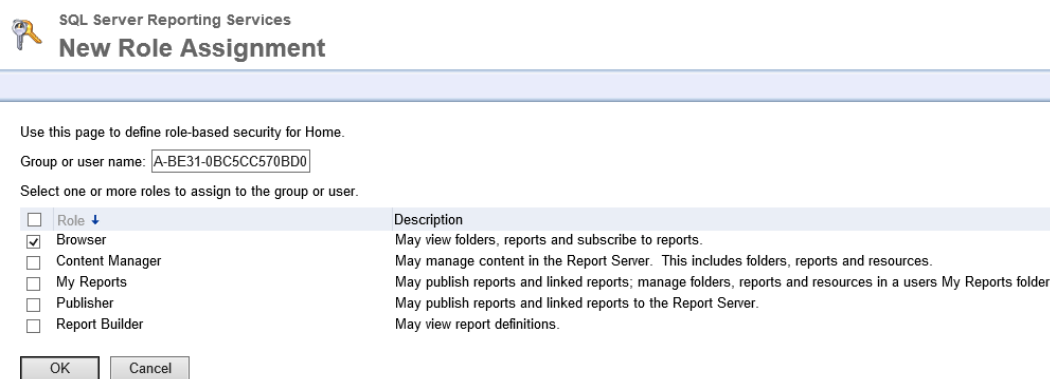 SQL Server Reporting Services
New Role Assignment
Use this page to define role-based security for Home.
Group or user name: A-BE31-0BC5CC570BD0
Select one or more roles to assign to the group or user.
Role Description
Browser May view folders, reports and subscribe to reports.
Content Manager May manage content in the Report Server. This includes folders, reports and resources.
My Reports May publish reports and linked reports; manage folders, reports and resources in a users My Reports folder
Publisher May publish reports and linked reports to the Report Server.
Report Builder May view report definitions.
OK Cancel